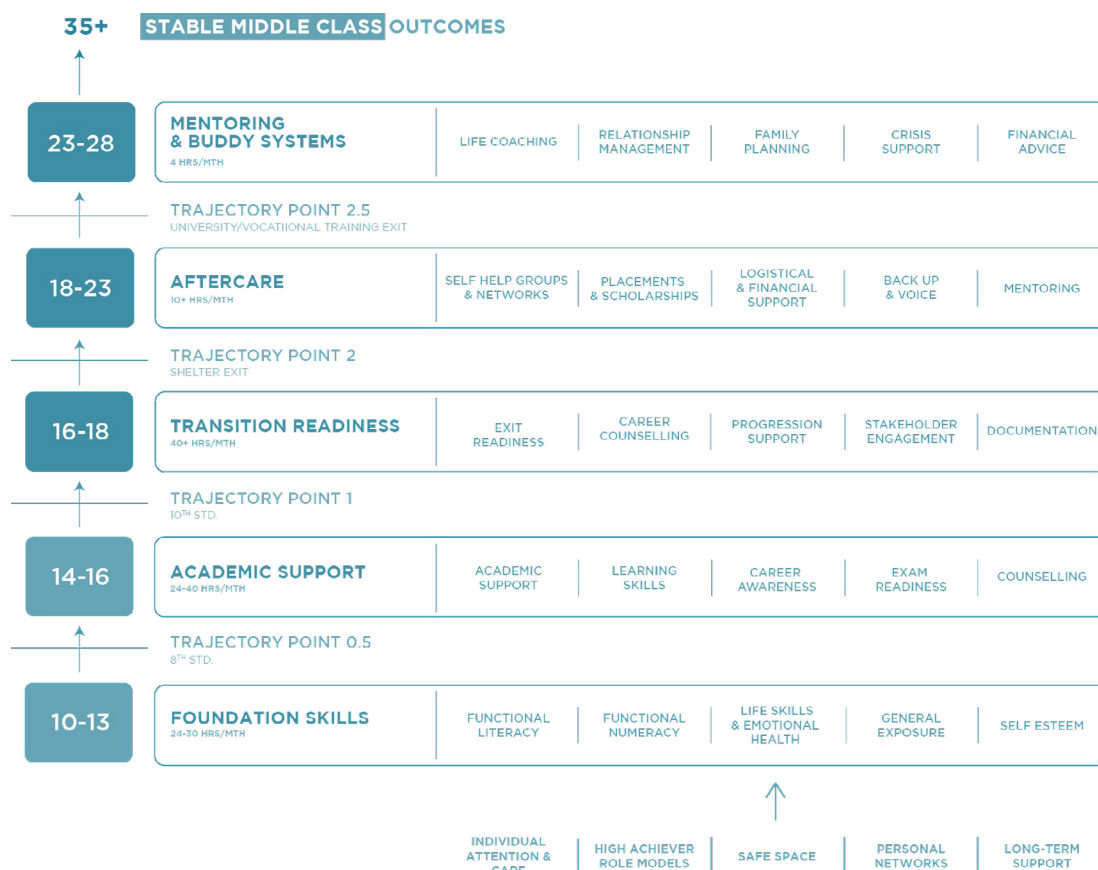 35+ STABLE MIDDLE CLASS OUTCOMES
23-28
MENTORING
& BUDDY SYSTEMS
4 HRS/MTH
LIFE COACHING
RELATIONSHIP
MANAGEMENT
FAMILY
PLANNING
CRISIS
SUPPORT
FINANCIAL
ADVICE
TRAJECTORY POINT 2.5
UNIVERSITY/VOCATIIONAL TRAINING EXIT
18-23
AFTERCARE
10+ HRS/MTH
SELF HELP GROUPS
& NETWORKS
PLACEMENTS
& SCHOLARSHIPS
LOGISTICAL
& FINANCIAL
SUPPORT
BACK UP
& VOICE
MENTORING
TRAJECTORY POINT 2
SHELTER EXIT
16-18
TRANSITION READINESS
40+ HRS/MTH
EXIT
READINESS
CAREER
COUNSELLING
PROGRESSION
SUPPORT
STAKEHOLDER
ENGAGEMENT
DOCUMENTATION
TRAJECTORY POINT 1
10TH STD.
14-16
ACADEMIC SUPPORT
24-40 HRS/MTH
ACADEMIC
SUPPORT
LEARNING
SKILLS
CAREER
AWARENESS
EXAM
READINESS
COUNSELLING
TRAJECTORY POINT 0.5
8TH STD.
10-13
FOUNDATION SKILLS
24-30 HRS/MTH
FUNCTIONAL
LITERACY
FUNCTIONAL
NUMERACY
LIFE SKILLS
& EMOTIONAL
HEALTH
GENERAL
EXPOSURE
SELF ESTEEM
INDIVIDUAL
ATTENTION &
CARE
HIGH ACHIEVER
ROLE MODELS
SAFE SPACE
PERSONAL
NETWORKS
LONG-TERM
SUPPORT